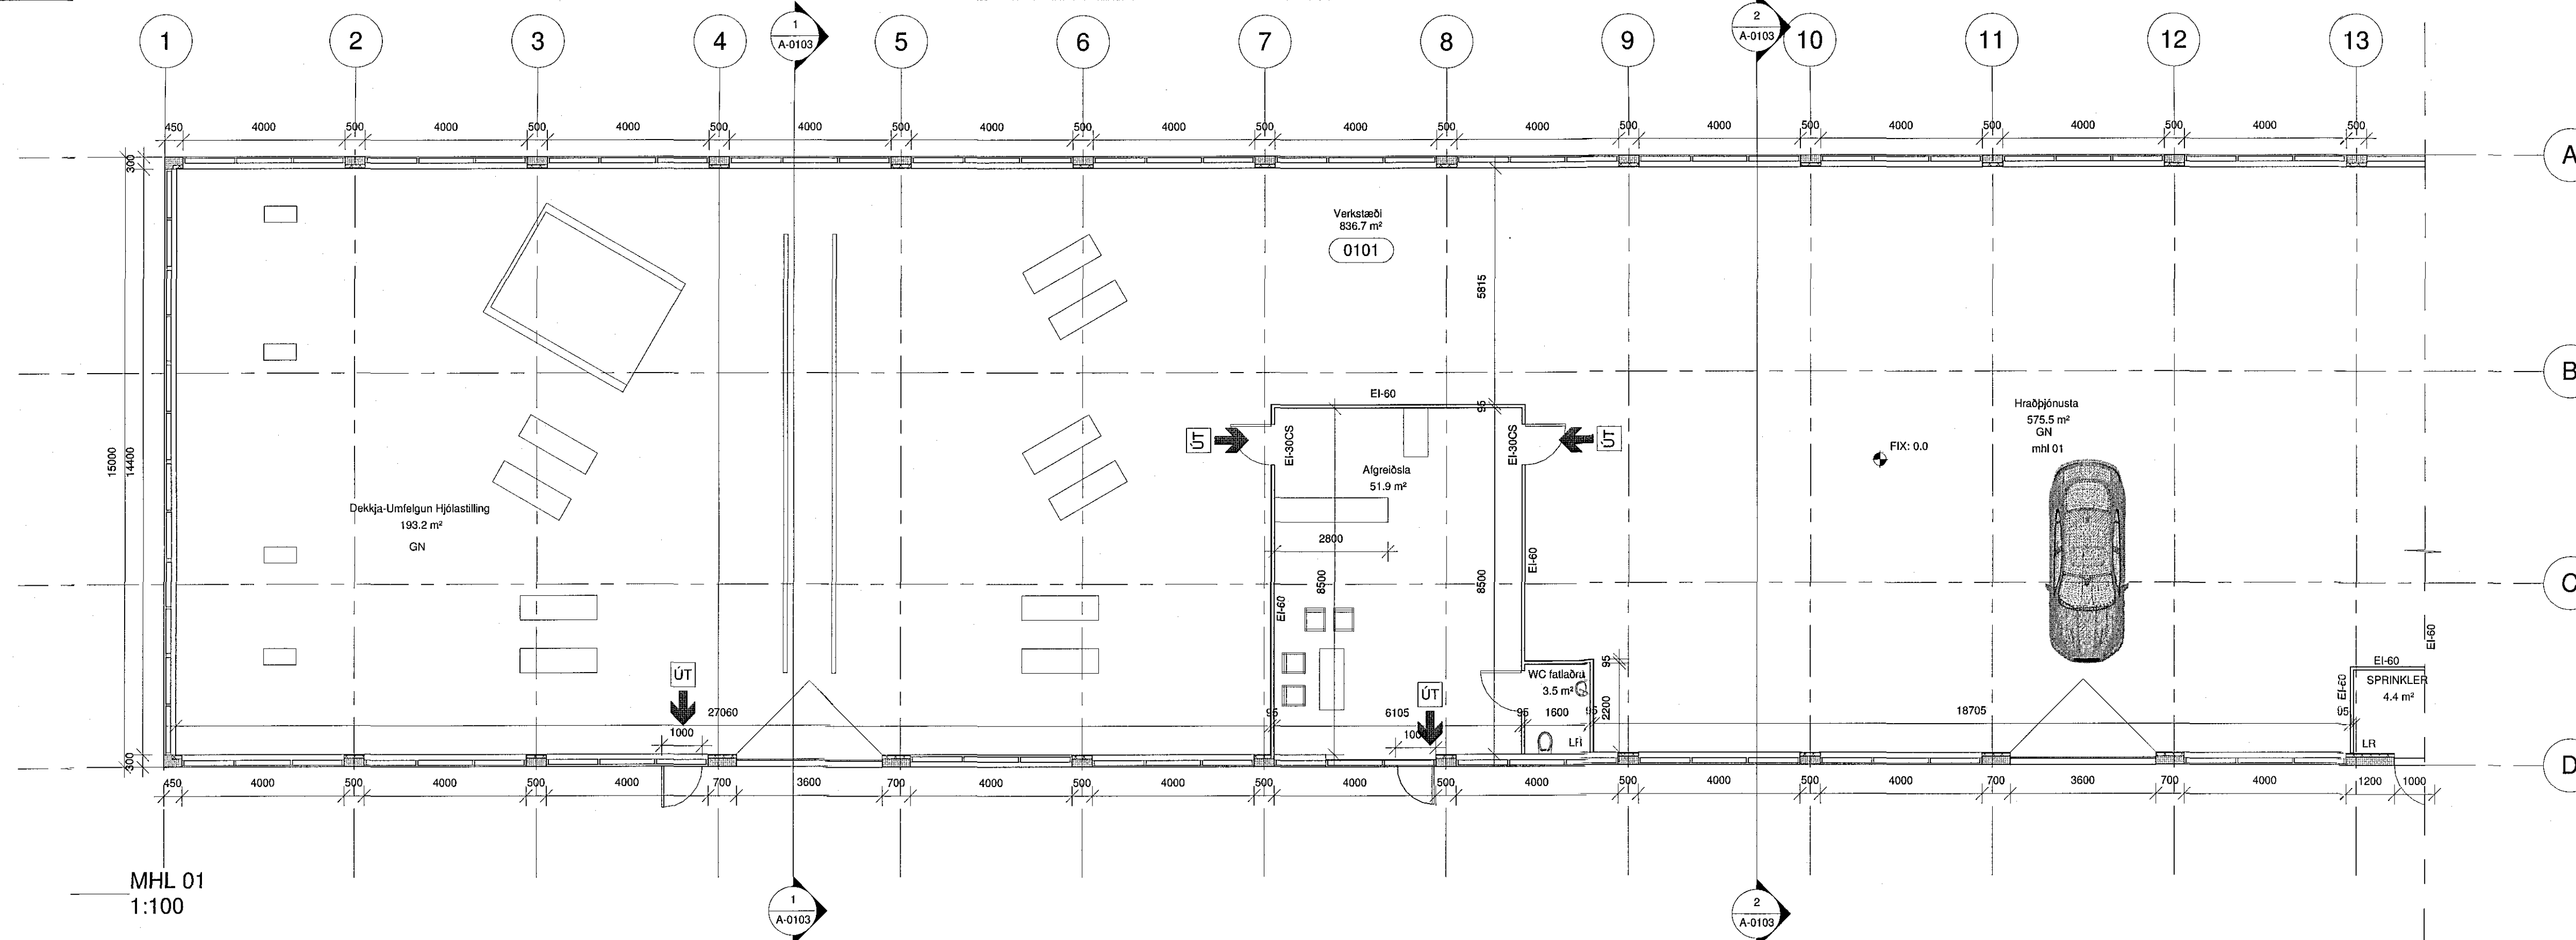 1
2
3
4
1
A-0103
5
6
7
8
9
2
A-0103
10
11
12
13
450 4000 500 4000 500 4000 500 4000 500 4000 500 4000 500 4000 500 4000 500 4000 500 4000 500 4000 500 4000 500
300
A
Verkstæði
836.7 m²
0101
5815
B
EI-60
95
Hraðþjónusta
575.5 m²
GN
mhl 01
FIX: 0.0
ÚT
EI-30CS
EI-30CS
ÚT
15000
14400
Afgreiðsla
51.9 m²
Dekkja-Umfelgun Hjólastilling
193.2 m²
GN
2800
8500
8500
EI-60
EI-60
C
EI-60
EI-60
SPRINKLER
4.4 m²
EI-60
95
WC fatlaðra
3.5 m²
2200
ÚT
ÚT
27060
95
6105
95
1600
95
18705
95
1000
1000
LR
300
D
450 4000 500 4000 500 4000 700 3600 700 4000 500 4000 500 4000 500 4000 500 4000 500 4000 700 3600 700 4000 1200 1000
MHL 01
1:100
1
A-0103
2
A-0103